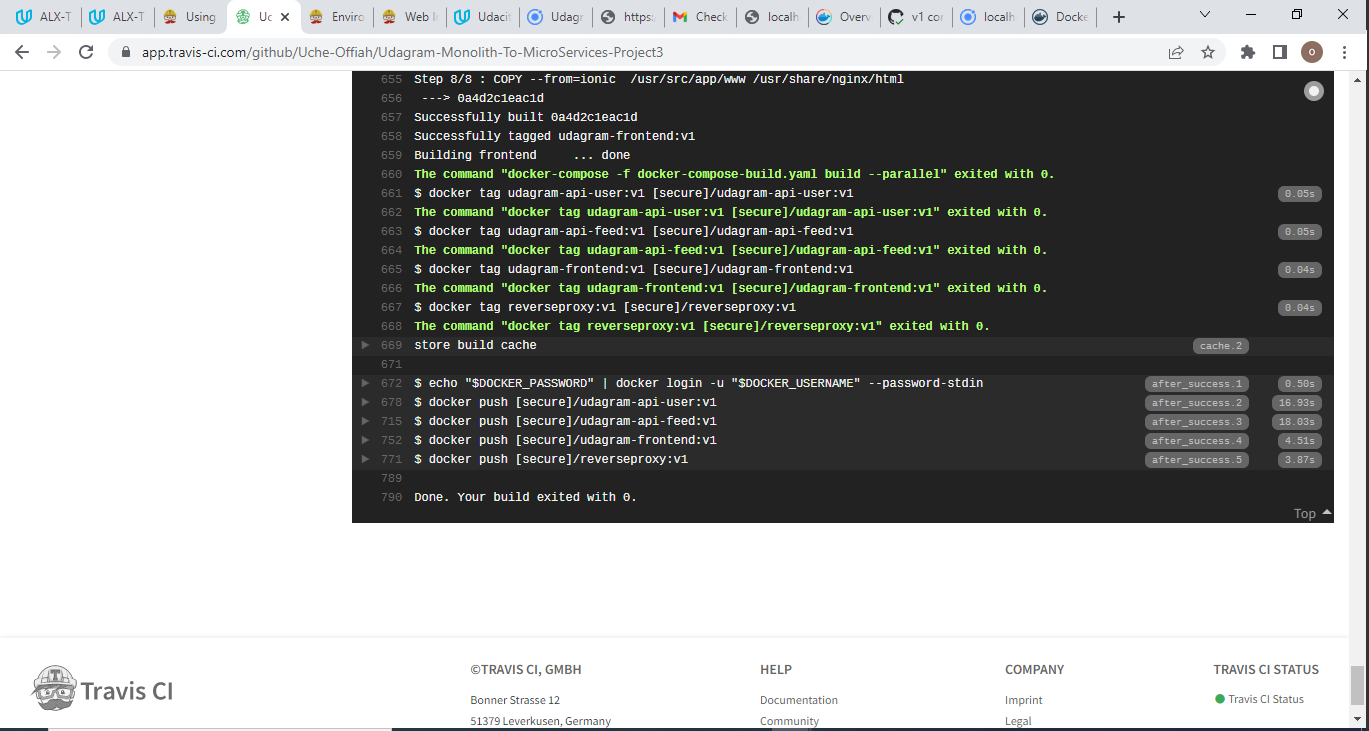 ALX-T ALX-T Using Uc Enviro Web I Udacit Udagr https: Check localh Overv v1 cor localh Docke
app.travis-ci.com/github/Uche-Offiah/Udagram-Monolith-To-MicroServices-Project3 o
655 Step 8/8 : COPY --from=ionic  /usr/src/app/www /usr/share/nginx/html
656 ---> 0a4d2c1eac1d
657 Successfully built 0a4d2c1eac1d
658 Successfully tagged udagram-frontend:v1
659 Building frontend     ... done
660 The command "docker-compose -f docker-compose-build.yaml build --parallel" exited with 0.
661 $ docker tag udagram-api-user:v1 [secure]/udagram-api-user:v1 0.05s
662 The command "docker tag udagram-api-user:v1 [secure]/udagram-api-user:v1" exited with 0.
663 $ docker tag udagram-api-feed:v1 [secure]/udagram-api-feed:v1 0.05s
664 The command "docker tag udagram-api-feed:v1 [secure]/udagram-api-feed:v1" exited with 0.
665 $ docker tag udagram-frontend:v1 [secure]/udagram-frontend:v1 0.04s
666 The command "docker tag udagram-frontend:v1 [secure]/udagram-frontend:v1" exited with 0.
667 $ docker tag reverseproxy:v1 [secure]/reverseproxy:v1 0.04s
668 The command "docker tag reverseproxy:v1 [secure]/reverseproxy:v1" exited with 0.
669 store build cache cache.2
671
672 $ echo "$DOCKER_PASSWORD" | docker login -u "$DOCKER_USERNAME" --password-stdin after_success.1 0.50s
678 $ docker push [secure]/udagram-api-user:v1 after_success.2 16.93s
715 $ docker push [secure]/udagram-api-feed:v1 after_success.3 18.03s
752 $ docker push [secure]/udagram-frontend:v1 after_success.4 4.51s
771 $ docker push [secure]/reverseproxy:v1 after_success.5 3.87s
789
790 Done. Your build exited with 0.
Top
Travis CI
©TRAVIS CI, GMBH
Bonner Strasse 12
51379 Leverkusen, Germany
HELP
Documentation
Community
COMPANY
Imprint
Legal
TRAVIS CI STATUS
Travis CI Status